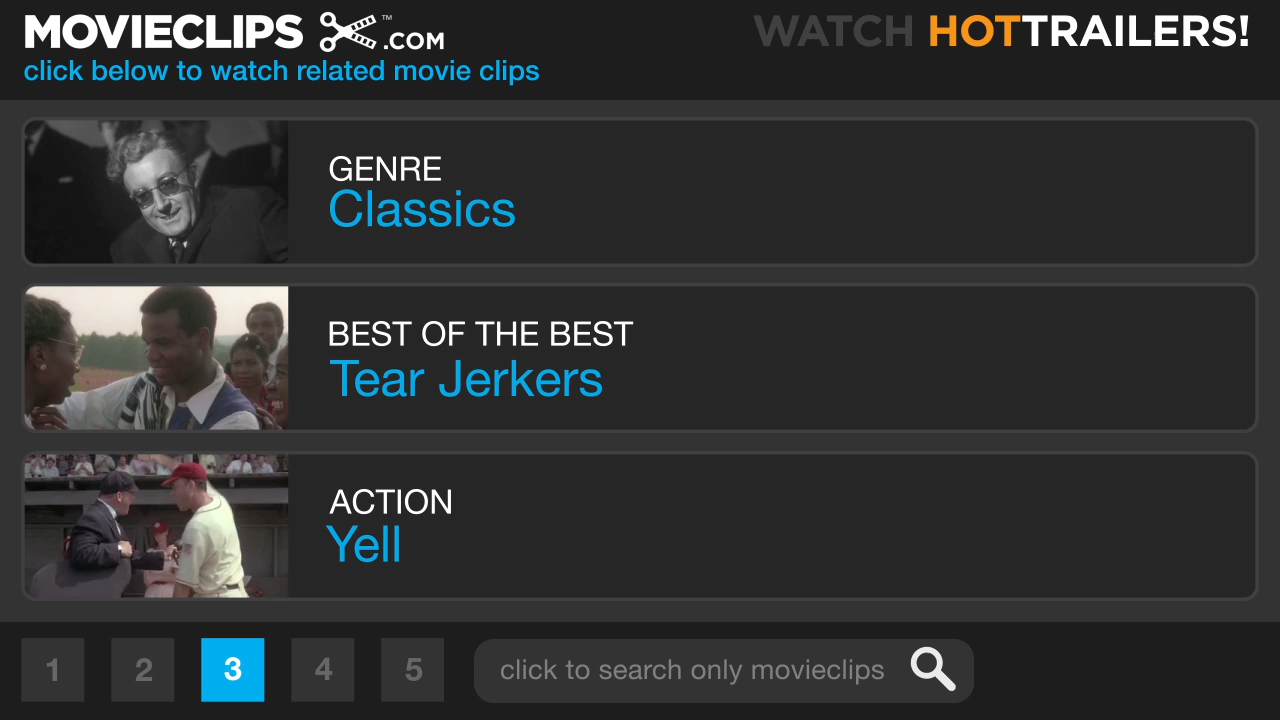 MOVIECLIPS ™ .COM
WATCH HOTTRAILERS!
click below to watch related movie clips
GENRE
Classics
BEST OF THE BEST
Tear Jerkers
ACTION
Yell
1 2 3 4 5
click to search only movieclips